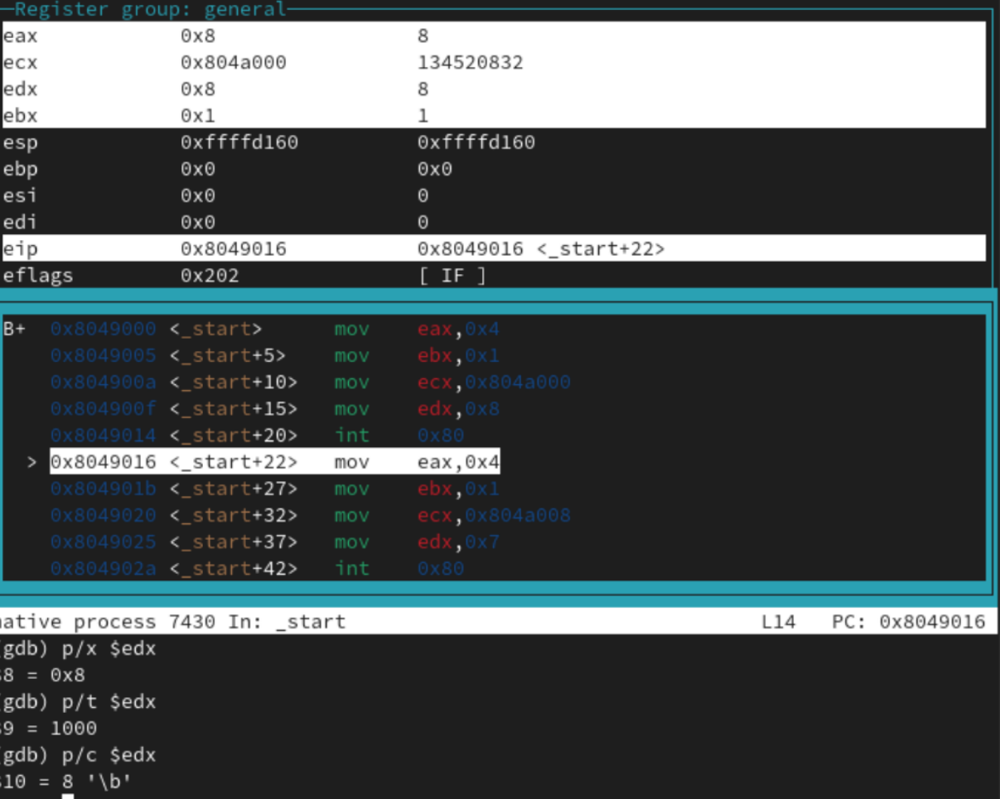 Register group: general
eax 0x8 8
ecx 0x804a000 134520832
edx 0x8 8
ebx 0x1 1
esp 0xffffd160 0xffffd160
ebp 0x0 0x0
esi 0x0 0
edi 0x0 0
eip 0x8049016 0x8049016 <_start+22>
eflags 0x202 [ IF ]
B+ 0x8049000 <_start> mov eax,0x4
0x8049005 <_start+5> mov ebx,0x1
0x804900a <_start+10> mov ecx,0x804a000
0x804900f <_start+15> mov edx,0x8
0x8049014 <_start+20> int 0x80
> 0x8049016 <_start+22> mov eax,0x4
0x804901b <_start+27> mov ebx,0x1
0x8049020 <_start+32> mov ecx,0x804a008
0x8049025 <_start+37> mov edx,0x7
0x804902a <_start+42> int 0x80
native process 7430 In: _start L14 PC: 0x8049016
(gdb) p/x $edx
$8 = 0x8
(gdb) p/t $edx
$9 = 1000
(gdb) p/c $edx
$10 = 8 '\b'